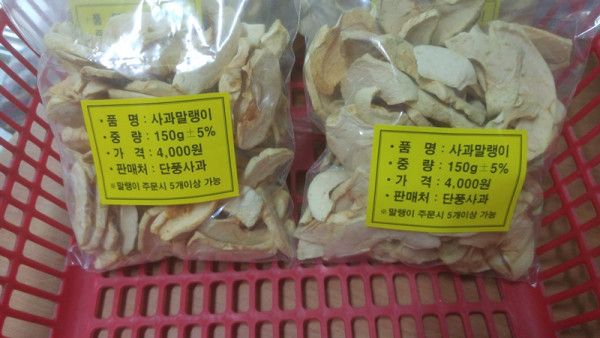 · 품 명 : 사과말랭이
· 중 량 : 150g±5%
· 가 격 : 4,000원
· 판매처 : 단풍사과
※말랭이 주문시 5개이상 가능
· 품 명 : 사과말랭이
· 중 량 : 150g±5%
· 가 격 : 4,000원
· 판매처 : 단풍사과
※말랭이 주문시 5개이상 가능